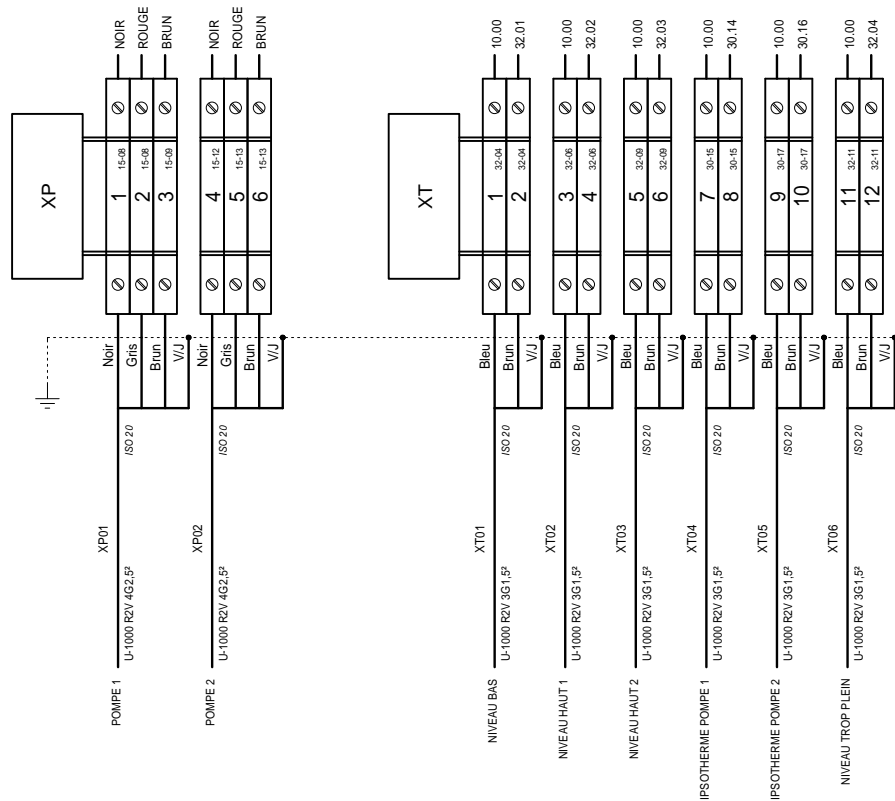 XP
NOIR
ROUGE
BRUN
NOIR
ROUGE
BRUN
1 15-08
2 15-08
3 15-09
4 15-12
5 15-13
6 15-13
Noir
Gris
Brun
V/J
Noir
Gris
Brun
V/J
ISO 20
ISO 20
XP01
XP02
U-1000 R2V 4G2,5²
U-1000 R2V 4G2,5²
POMPE 1
POMPE 2
XT
10.00
32.01
10.00
32.02
10.00
32.03
10.00
30.14
10.00
30.16
10.00
32.04
1 32-04
2 32-04
3 32-06
4 32-06
5 32-09
6 32-09
7 30-15
8 30-15
9 30-17
10 30-17
11 32-11
12 32-11
Bleu
Brun
V/J
Bleu
Brun
V/J
Bleu
Brun
V/J
Bleu
Brun
V/J
Bleu
Brun
V/J
Bleu
Brun
V/J
ISO 20
ISO 20
ISO 20
ISO 20
ISO 20
ISO 20
XT01
XT02
XT03
XT04
XT05
XT06
U-1000 R2V 3G1,5²
U-1000 R2V 3G1,5²
U-1000 R2V 3G1,5²
U-1000 R2V 3G1,5²
U-1000 R2V 3G1,5²
U-1000 R2V 3G1,5²
NIVEAU BAS
NIVEAU HAUT 1
NIVEAU HAUT 2
IPSOTHERME POMPE 1
IPSOTHERME POMPE 2
NIVEAU TROP PLEIN